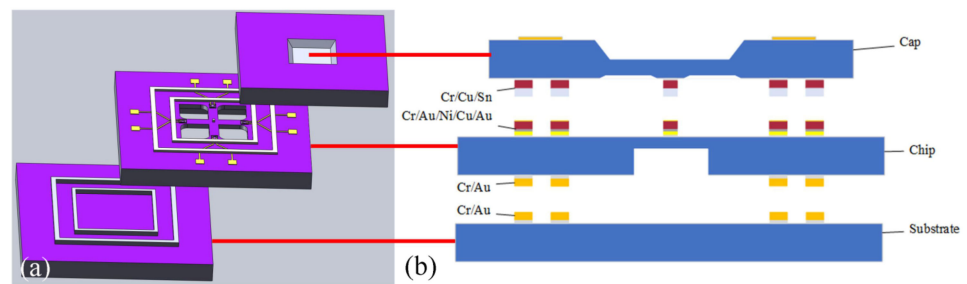 Cap
Cr/Cu/Sn
Cr/Au/Ni/Cu/Au
Chip
Cr/Au
Cr/Au
Substrate
(a)
(b)